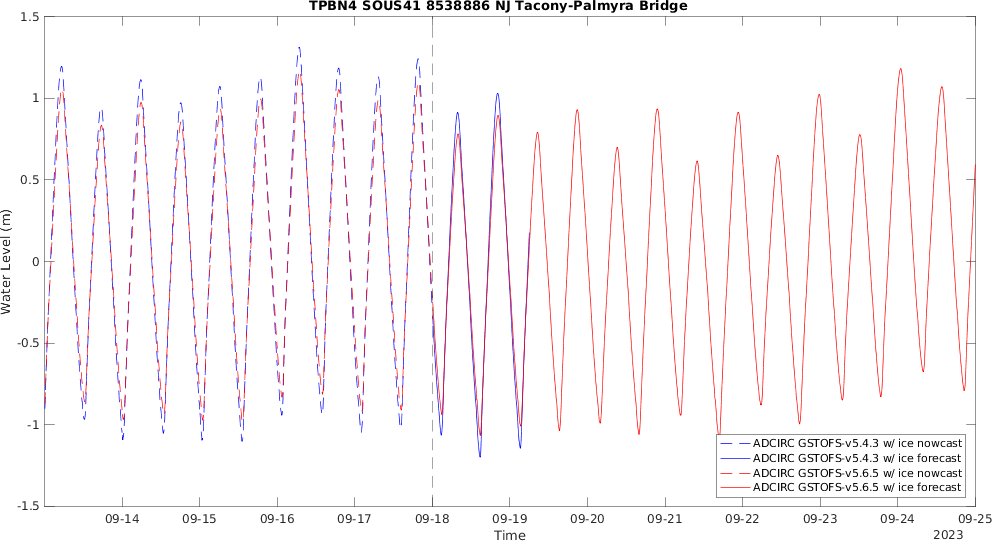 TPBN4 SOUS41 8538886 NJ Tacony-Palmyra Bridge
1.5
1
0.5
0
-0.5
-1
-1.5
Water Level (m)
ADCIRC GSTOFS-v5.4.3 w/ ice nowcast
ADCIRC GSTOFS-v5.4.3 w/ ice forecast
ADCIRC GSTOFS-v5.6.5 w/ ice nowcast
ADCIRC GSTOFS-v5.6.5 w/ ice forecast
09-14 09-15 09-16 09-17 09-18 09-19 09-20 09-21 09-22 09-23 09-24 09-25
Time
2023